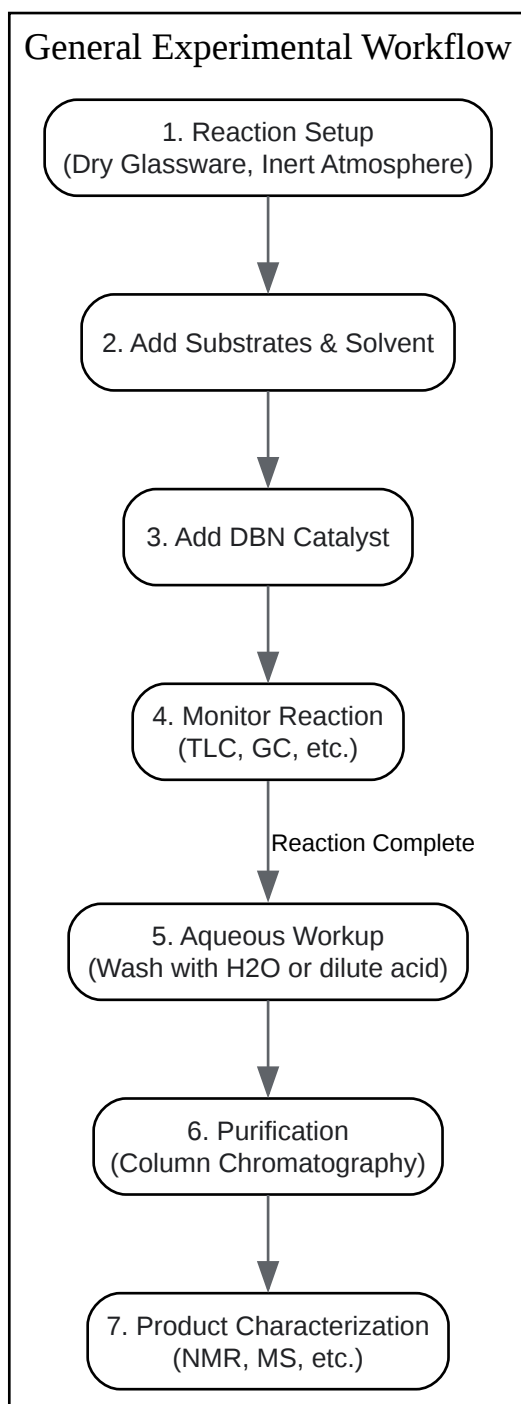 General Experimental Workflow
1. Reaction Setup
(Dry Glassware, Inert Atmosphere)
2. Add Substrates & Solvent
3. Add DBN Catalyst
4. Monitor Reaction
(TLC, GC, etc.)
Reaction Complete
5. Aqueous Workup
(Wash with H2O or dilute acid)
6. Purification
(Column Chromatography)
7. Product Characterization
(NMR, MS, etc.)